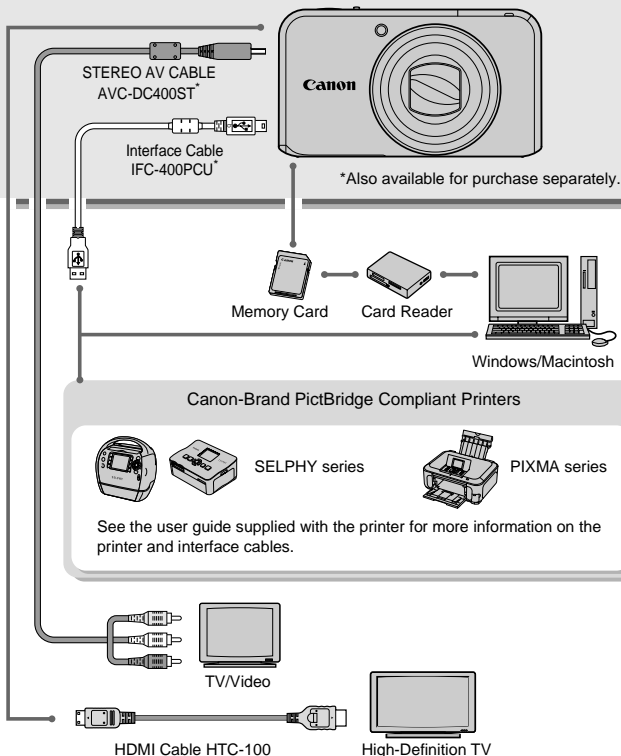 STEREO AV CABLE
AVC-DC400ST*
Canon
Interface Cable
IFC-400PCU*
*Also available for purchase separately.
Memory Card
Card Reader
Windows/Macintosh
Canon-Brand PictBridge Compliant Printers
SELPHY series
PIXMA series
See the user guide supplied with the printer for more information on the
printer and interface cables.
TV/Video
HDMI Cable HTC-100
High-Definition TV